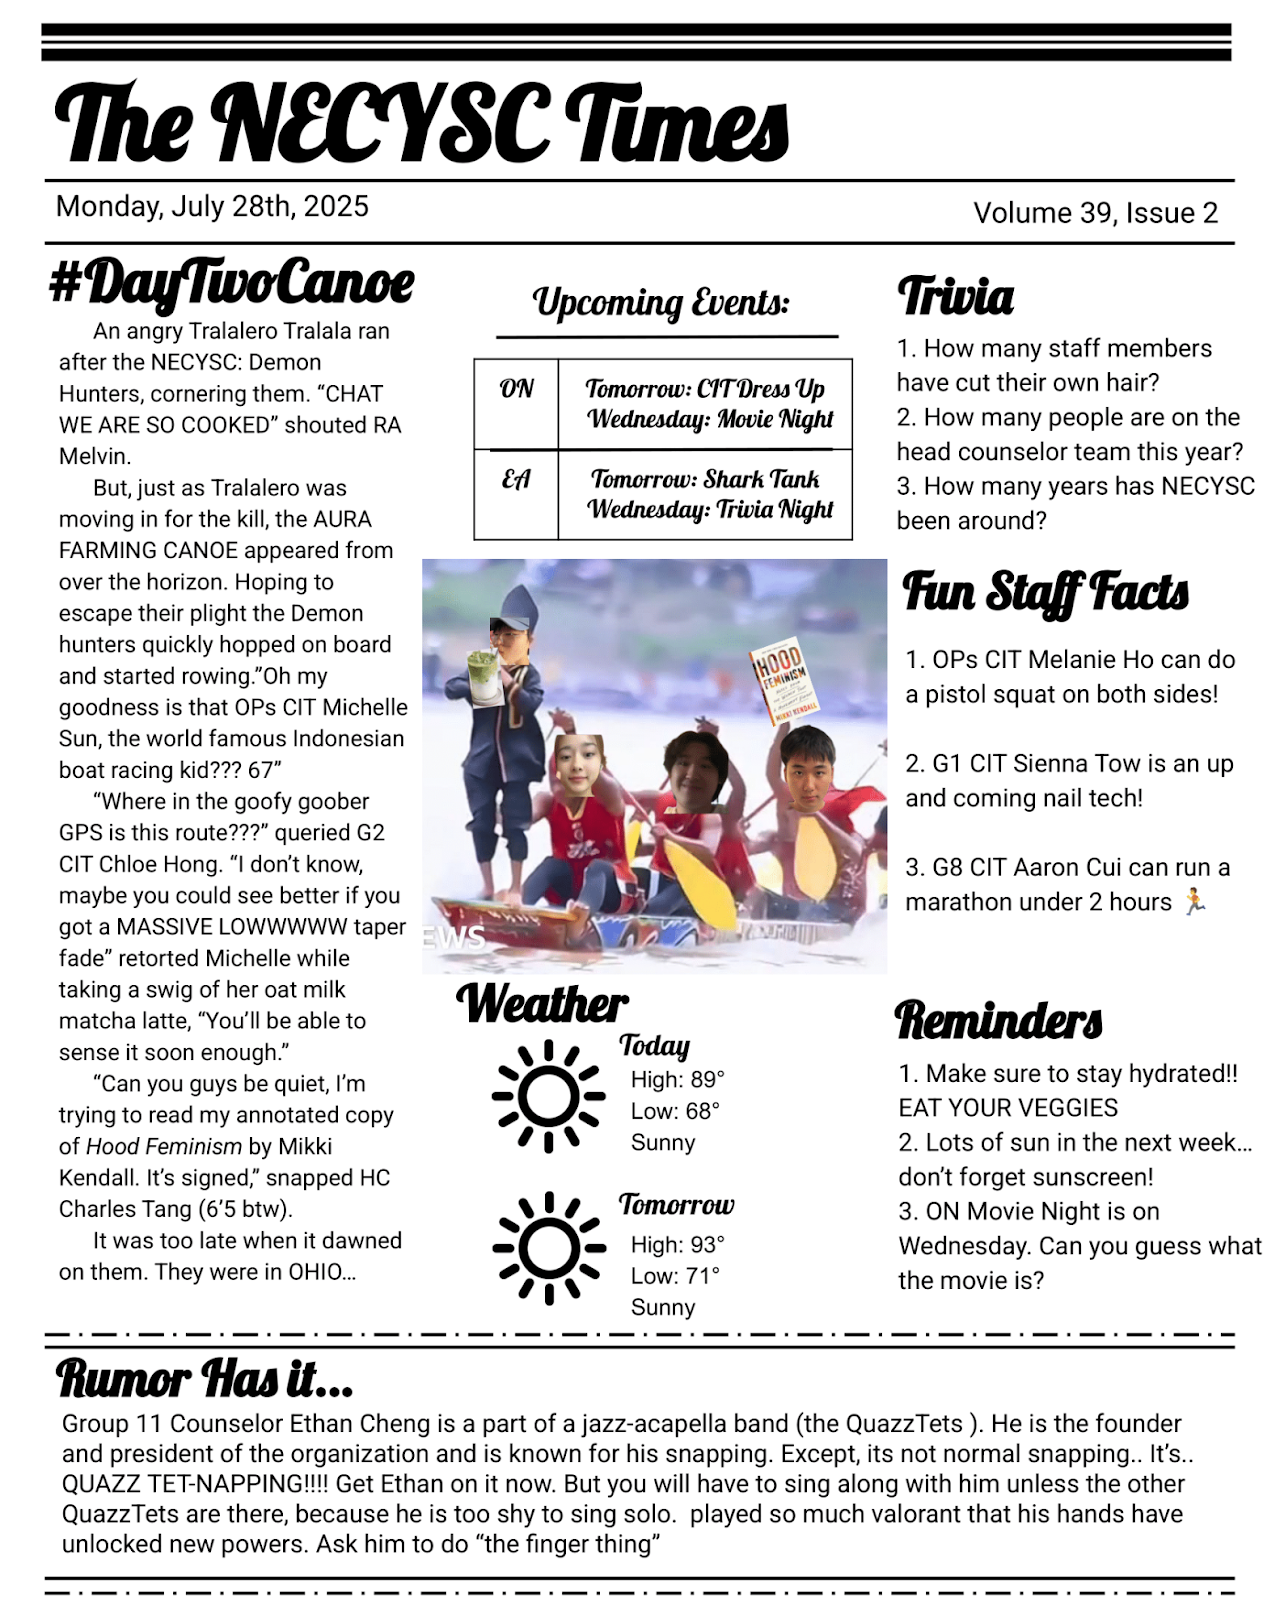 The NECYSC Times
Monday, July 28th, 2025
Volume 39, Issue 2
#DayTwoCanoe
An angry Tralalero Tralala ran
after the NECYSC: Demon
Hunters, cornering them. “CHAT
WE ARE SO COOKED” shouted RA
Melvin.
But, just as Tralalero was
moving in for the kill, the AURA
FARMING CANOE appeared from
over the horizon. Hoping to
escape their plight the Demon
hunters quickly hopped on board
and started rowing.”Oh my
goodness is that OPs CIT Michelle
Sun, the world famous Indonesian
boat racing kid??? 67”
“Where in the goofy goober
GPS is this route???” queried G2
CIT Chloe Hong. “I don’t know,
maybe you could see better if you
got a MASSIVE LOWWWWW taper
fade” retorted Michelle while
taking a swig of her oat milk
matcha latte, “You’ll be able to
sense it soon enough.”
“Can you guys be quiet, I’m
trying to read my annotated copy
of Hood Feminism by Mikki
Kendall. It’s signed,” snapped HC
Charles Tang (6’5 btw).
It was too late when it dawned
on them. They were in OHIO…
Upcoming Events:
ON
Tomorrow: CIT Dress Up
Wednesday: Movie Night
EA
Tomorrow: Shark Tank
Wednesday: Trivia Night
HOOD
FEMINISM
MIKKI KENDALL
EWS
Weather
Today
High: 89°
Low: 68°
Sunny
Tomorrow
High: 93°
Low: 71°
Sunny
Trivia
1. How many staff members
have cut their own hair?
2. How many people are on the
head counselor team this year?
3. How many years has NECYSC
been around?
Fun Staff Facts
1. OPs CIT Melanie Ho can do
a pistol squat on both sides!
2. G1 CIT Sienna Tow is an up
and coming nail tech!
3. G8 CIT Aaron Cui can run a
marathon under 2 hours 🏃
Reminders
1. Make sure to stay hydrated!!
EAT YOUR VEGGIES
2. Lots of sun in the next week…
don’t forget sunscreen!
3. ON Movie Night is on
Wednesday. Can you guess what
the movie is?
Rumor Has it...
Group 11 Counselor Ethan Cheng is a part of a jazz-acapella band (the QuazzTets ). He is the founder
and president of the organization and is known for his snapping. Except, its not normal snapping.. It’s..
QUAZZ TET-NAPPING!!!! Get Ethan on it now. But you will have to sing along with him unless the other
QuazzTets are there, because he is too shy to sing solo.  played so much valorant that his hands have
unlocked new powers. Ask him to do “the finger thing”